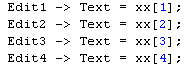 Edit1 -> Text = xx[1];
Edit2 -> Text = xx[2];
Edit3 -> Text = xx[3];
Edit4 -> Text = xx[4];